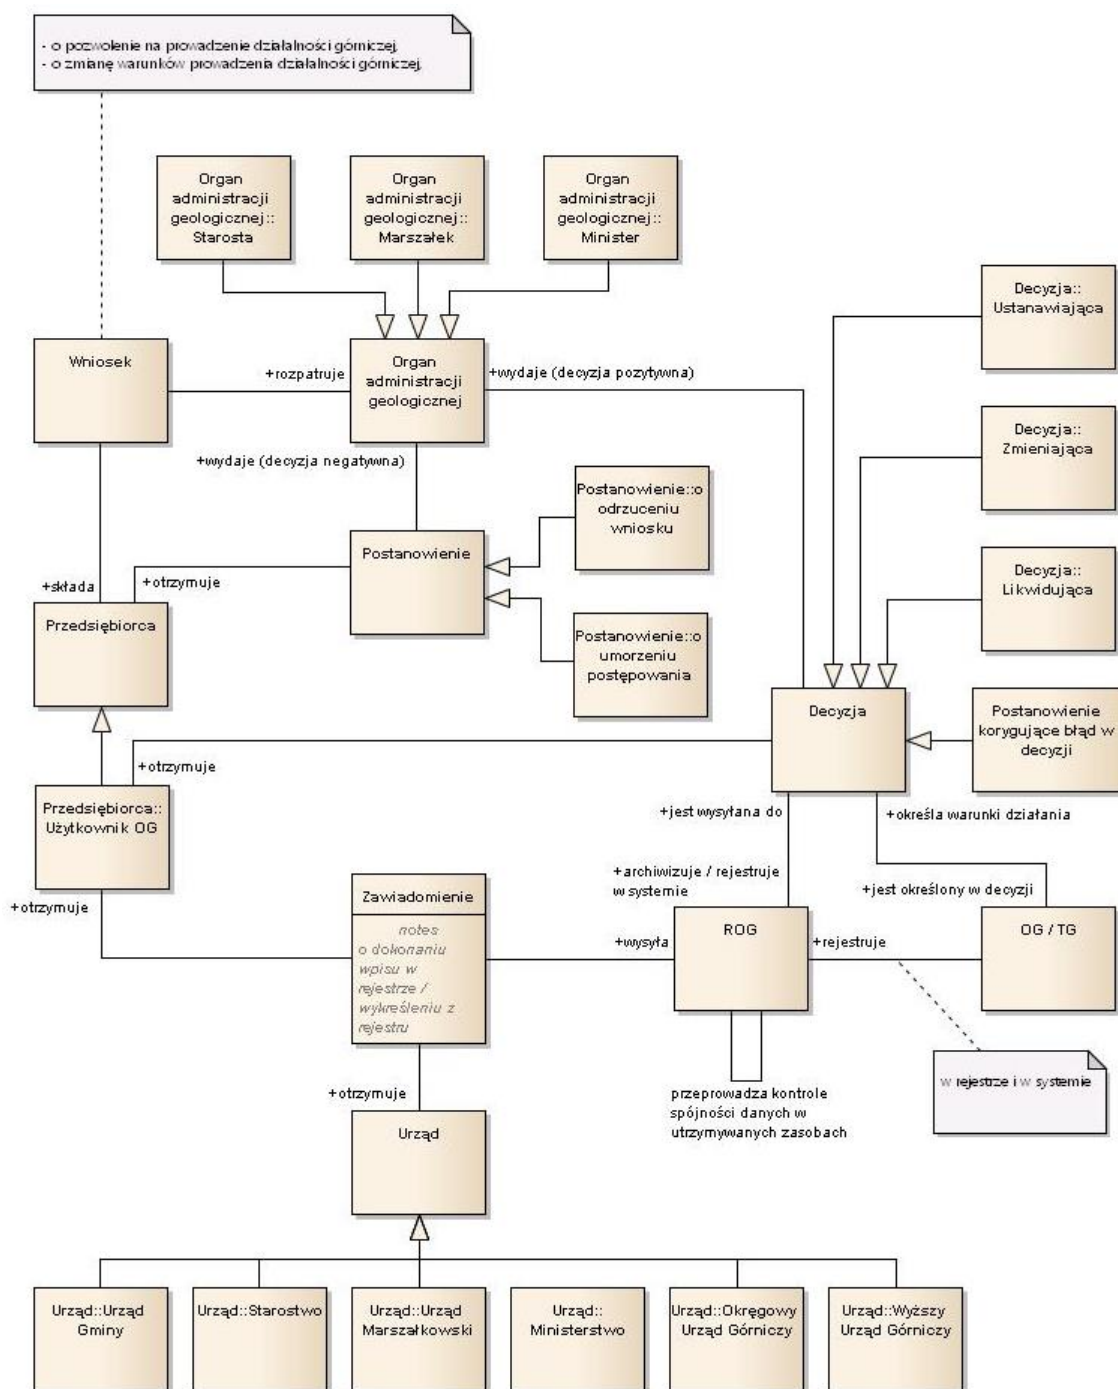 - o pozwolenie na prowadzenie działalności górniczej,
- o zmianę warunków prowadzenia działalności górniczej,
Organ
administracji
geologicznej::
Starosta
Organ
administracji
geologicznej::
Marszałek
Organ
administracji
geologicznej::
Minister
Decyzja::
Ustanawiająca
Wniosek
+rozpatruje
Organ
administracji
geologicznej
+wydaje (decyzja pozytywna)
Decyzja::
Zmieniająca
+wydaje (decyzja negatywna)
Postanowienie::o
odrzuceniu
wniosku
Postanowienie
+składa
+otrzymuje
Decyzja::
Likwidująca
Przedsiębiorca
Postanowienie::o
umorzeniu
postępowania
Decyzja
Postanowienie
korygujące błąd w
decyzji
+otrzymuje
Przedsiębiorca::
Użytkownik OG
+jest wysyłana do
+określa warunki działania
+archiwizuje / rejestruje
w systemie
+jest określony w decyzji
+otrzymuje
Zawiadomienie
notes
o dokonaniu
wpisu w
rejestrze /
wykreśleniu z
rejestru
+wysyła
ROG
+rejestruje
OG / TG
w rejestrze i w systemie
przeprowadza kontrole
spójności danych w
utrzymywanych zasobach
+otrzymuje
Urząd
Urząd::Urząd
Gminy
Urząd::Starostwo
Urząd::Urząd
Marszałkowski
Urząd::
Ministerstwo
Urząd::Okręgowy
Urząd Górniczy
Urząd::Wyższy
Urząd Górniczy